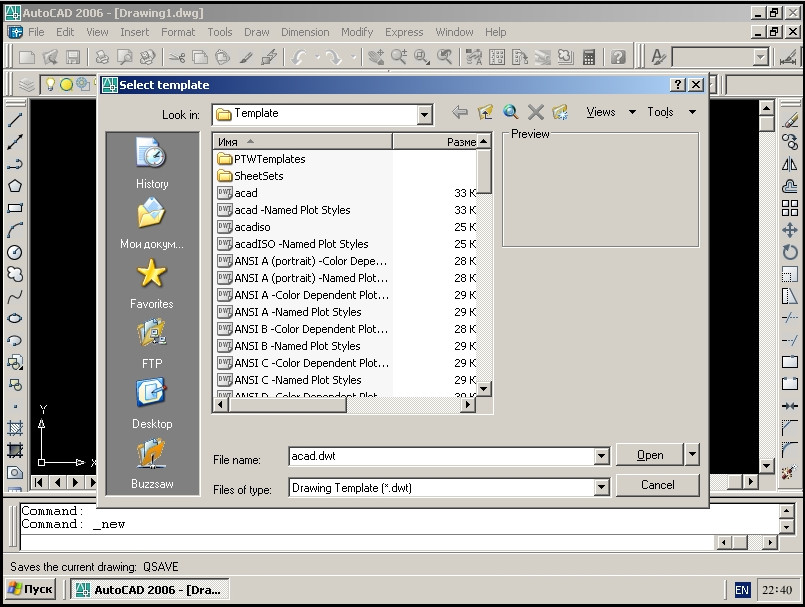 AutoCAD 2006 - [Drawing1.dwg]
File Edit View Insert Format Tools Draw Dimension Modify Express Window Help
Select template
Look in: Template Views Tools
History
Мои докум...
Favorites
FTP
Desktop
Buzzsaw
Имя Разме
PTWTemplates
SheetSets
acad 33 K
acad -Named Plot Styles 33 K
acadiso 25 K
acadISO -Named Plot Styles 25 K
ANSI A (portrait) -Color Depe... 28 K
ANSI A (portrait) -Named Plot... 28 K
ANSI A -Color Dependent Plot... 29 K
ANSI A -Named Plot Styles 29 K
ANSI B -Color Dependent Plot... 28 K
ANSI B -Named Plot Styles 29 K
ANSI C -Color Dependent Plot... 29 K
ANSI C -Named Plot Styles 29 K
ANSI D -Color Dependent Plot
Preview
File name: acad.dwt Open
Files of type: Drawing Template (*.dwt) Cancel
Y
X
Command:
Command: _new
Saves the current drawing: QSAVE
Пуск AutoCAD 2006 - [Dra... EN 22:40